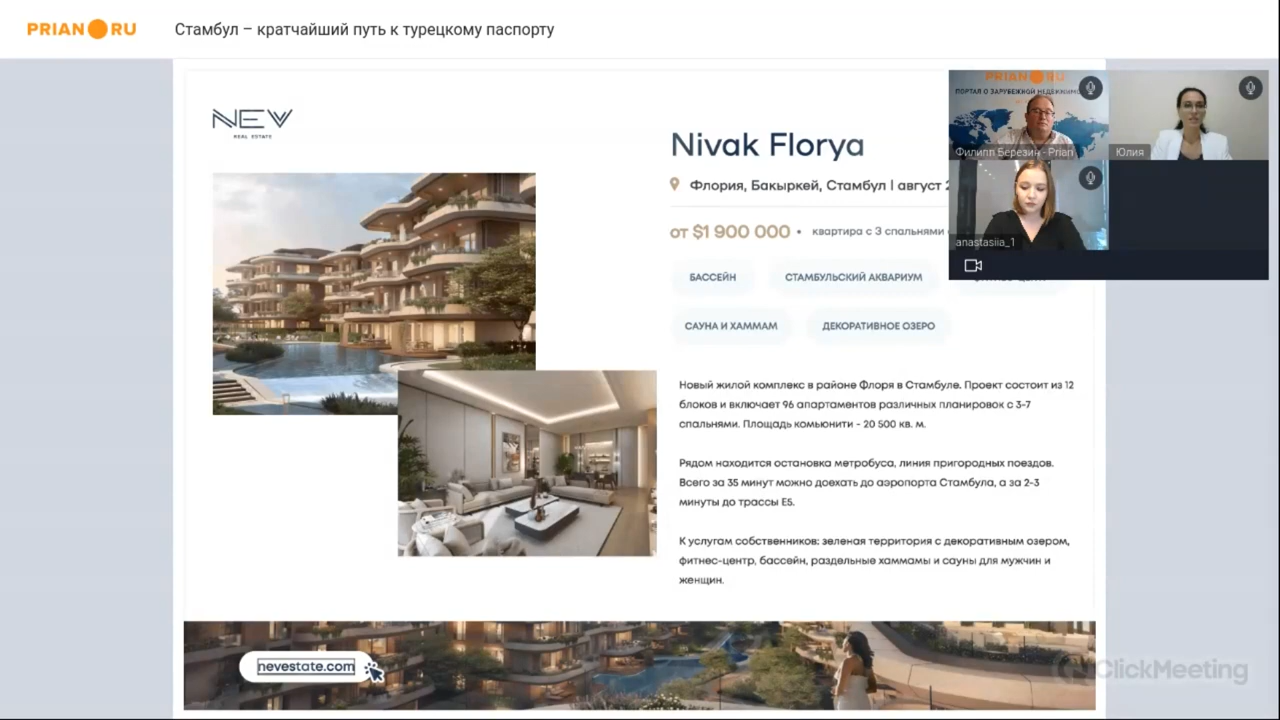 PRIAN RU
Стамбул – кратчайший путь к турецкому паспорту
NEV
REAL ESTATE
Nivak Florya
Флория, Бакыркей, Стамбул | август
от $1 900 000 • квартира с 3 спальнями
БАССЕЙН
СТАМБУЛЬСКИЙ АКВАРИУМ
САУНА И ХАММАМ
ДЕКОРАТИВНОЕ ОЗЕРО
Новый жилой комплекс в районе Флоря в Стамбуле. Проект состоит из 12
блоков и включает 96 апартаментов различных планировок с 3-7
спальнями. Площадь комьюнити - 20 500 кв. м.
Рядом находится остановка метробуса, линия пригородных поездов.
Всего за 35 минут можно доехать до аэропорта Стамбула, а за 2-3
минуты до трассы E5.
К услугам собственников: зеленая территория с декоративным озером,
фитнес-центр, бассейн, раздельные хаммамы и сауны для мужчин и
женщин.
nevestate.com
PRIAN RU
ПОРТАЛ О ЗАРУБЕЖНОЙ
Филипп Березин - Prian
Юлия
anastasiia_1
ClickMeeting